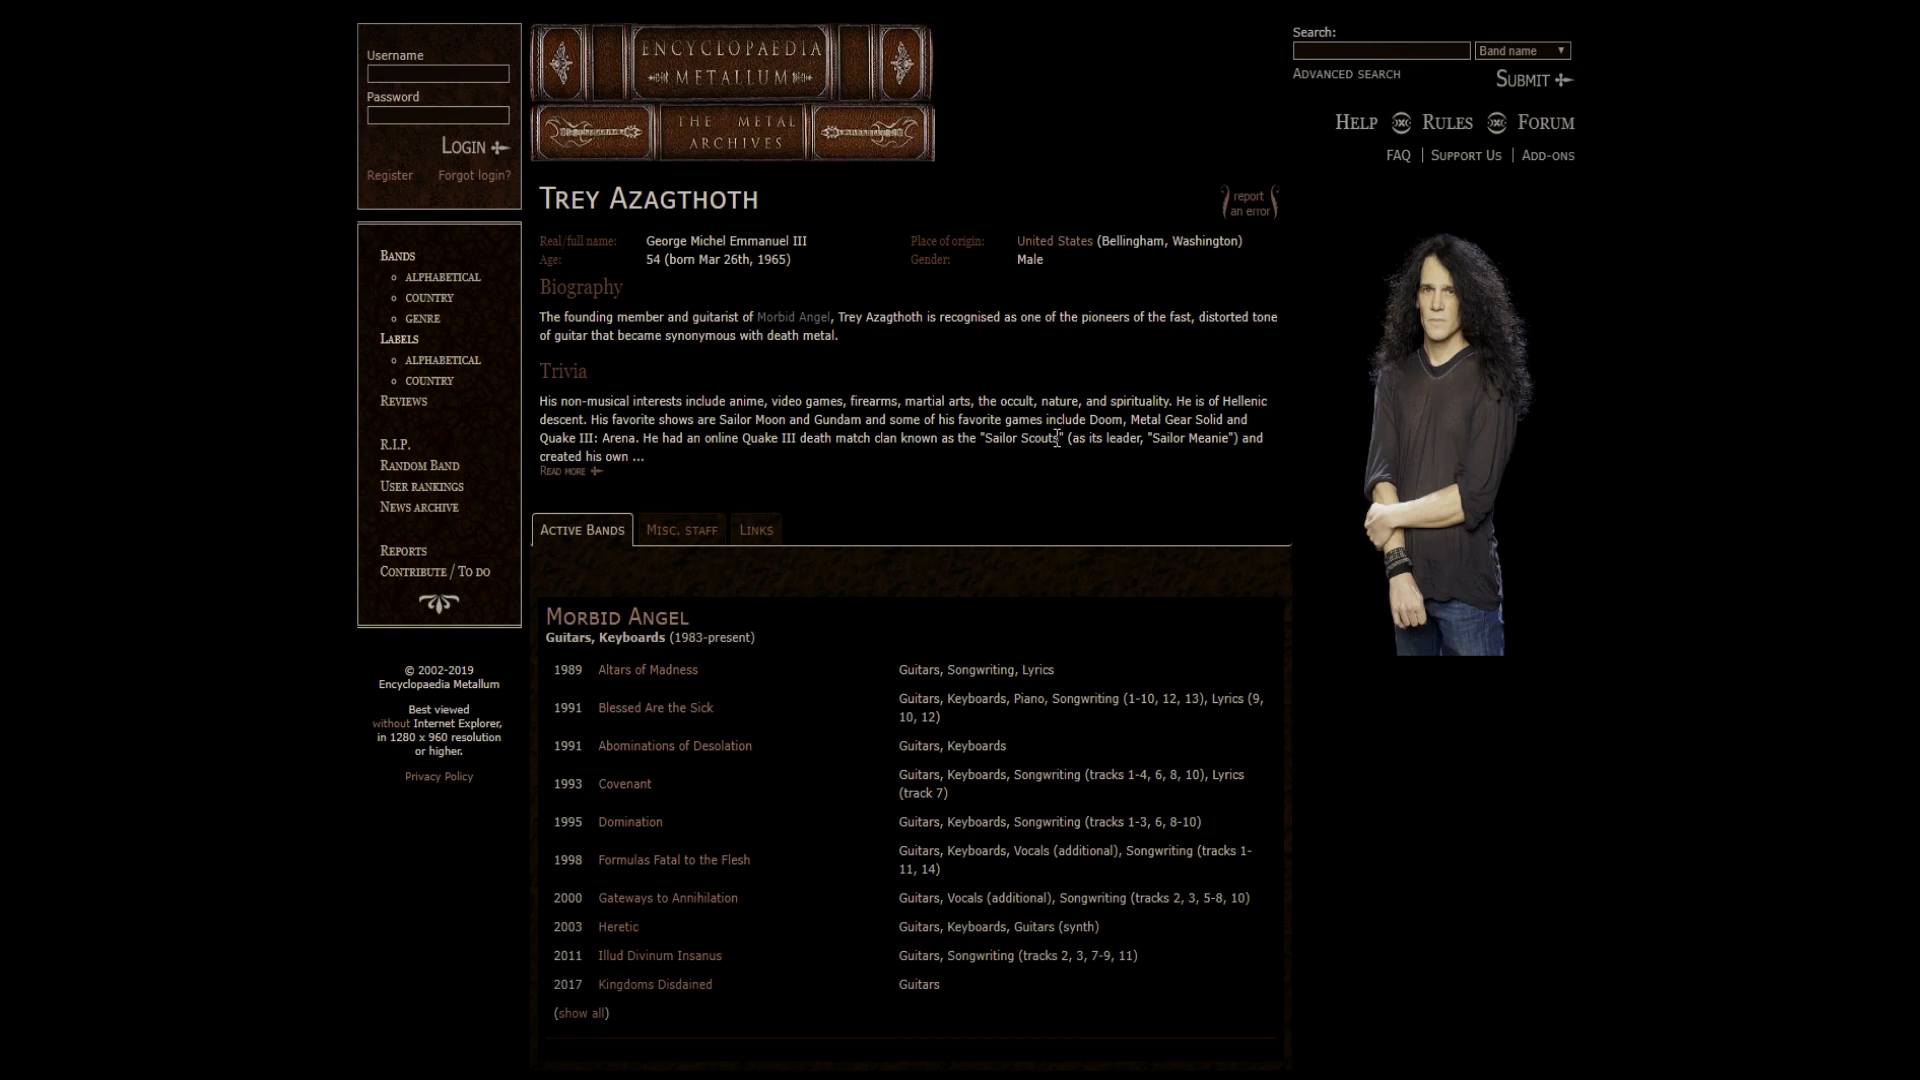 Username
Password
LOGIN
Register Forgot login?
ENCYCLOPAEDIA
METALLUM
THE METAL
ARCHIVES
Search:
Band name
ADVANCED SEARCH
SUBMIT
HELP RULES FORUM
FAQ | SUPPORT US | ADD-ONS
BANDS
ALPHABETICAL
COUNTRY
GENRE
LABELS
ALPHABETICAL
COUNTRY
REVIEWS
R.I.P.
RANDOM BAND
USER RANKINGS
NEWS ARCHIVE
REPORTS
CONTRIBUTE / TO DO
© 2002-2019
Encyclopaedia Metallum
Best viewed
without Internet Explorer,
in 1280 x 960 resolution
or higher.
Privacy Policy
TREY AZAGTHOTH
report
an error
Real/full name: George Michel Emmanuel III Place of origin: United States (Bellingham, Washington)
Age: 54 (born Mar 26th, 1965) Gender: Male
Biography
The founding member and guitarist of Morbid Angel, Trey Azagthoth is recognised as one of the pioneers of the fast, distorted tone
of guitar that became synonymous with death metal.
Trivia
His non-musical interests include anime, video games, firearms, martial arts, the occult, nature, and spirituality. He is of Hellenic
descent. His favorite shows are Sailor Moon and Gundam and some of his favorite games include Doom, Metal Gear Solid and
Quake III: Arena. He had an online Quake III death match clan known as the "Sailor Scouts" (as its leader, "Sailor Meanie") and
created his own ...
READ MORE
ACTIVE BANDS MISC. STAFF LINKS
MORBID ANGEL
Guitars, Keyboards (1983-present)
1989 Altars of Madness Guitars, Songwriting, Lyrics
1991 Blessed Are the Sick Guitars, Keyboards, Piano, Songwriting (1-10, 12, 13), Lyrics (9,
10, 12)
1991 Abominations of Desolation Guitars, Keyboards
1993 Covenant Guitars, Keyboards, Songwriting (tracks 1-4, 6, 8, 10), Lyrics
(track 7)
1995 Domination Guitars, Keyboards, Songwriting (tracks 1-3, 6, 8-10)
1998 Formulas Fatal to the Flesh Guitars, Keyboards, Vocals (additional), Songwriting (tracks 1-
11, 14)
2000 Gateways to Annihilation Guitars, Vocals (additional), Songwriting (tracks 2, 3, 5-8, 10)
2003 Heretic Guitars, Keyboards, Guitars (synth)
2011 Illud Divinum Insanus Guitars, Songwriting (tracks 2, 3, 7-9, 11)
2017 Kingdoms Disdained Guitars
(show all)